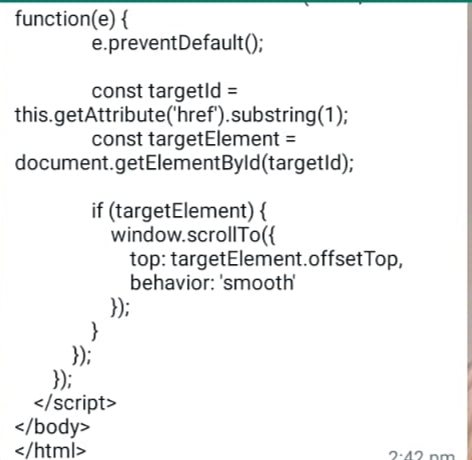 function(e) {
e.preventDefault();
const targetId =
this.getAttribute('href').substring(1);
const targetElement =
document.getElementById(targetId);
if (targetElement) {
window.scrollTo({
top: targetElement.offsetTop,
behavior: 'smooth'
});
}
});
});
</script>
</body>
</html>
2:42 pm